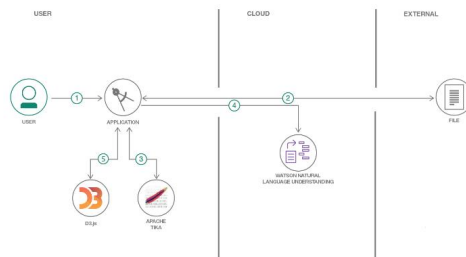 USER
CLOUD
EXTERNAL
1
2
4
USER
APPLICATION
FILE
5
3
WATSON NATURAL
LANGUAGE UNDERSTANDING
D3.js
APACHE
TIKA